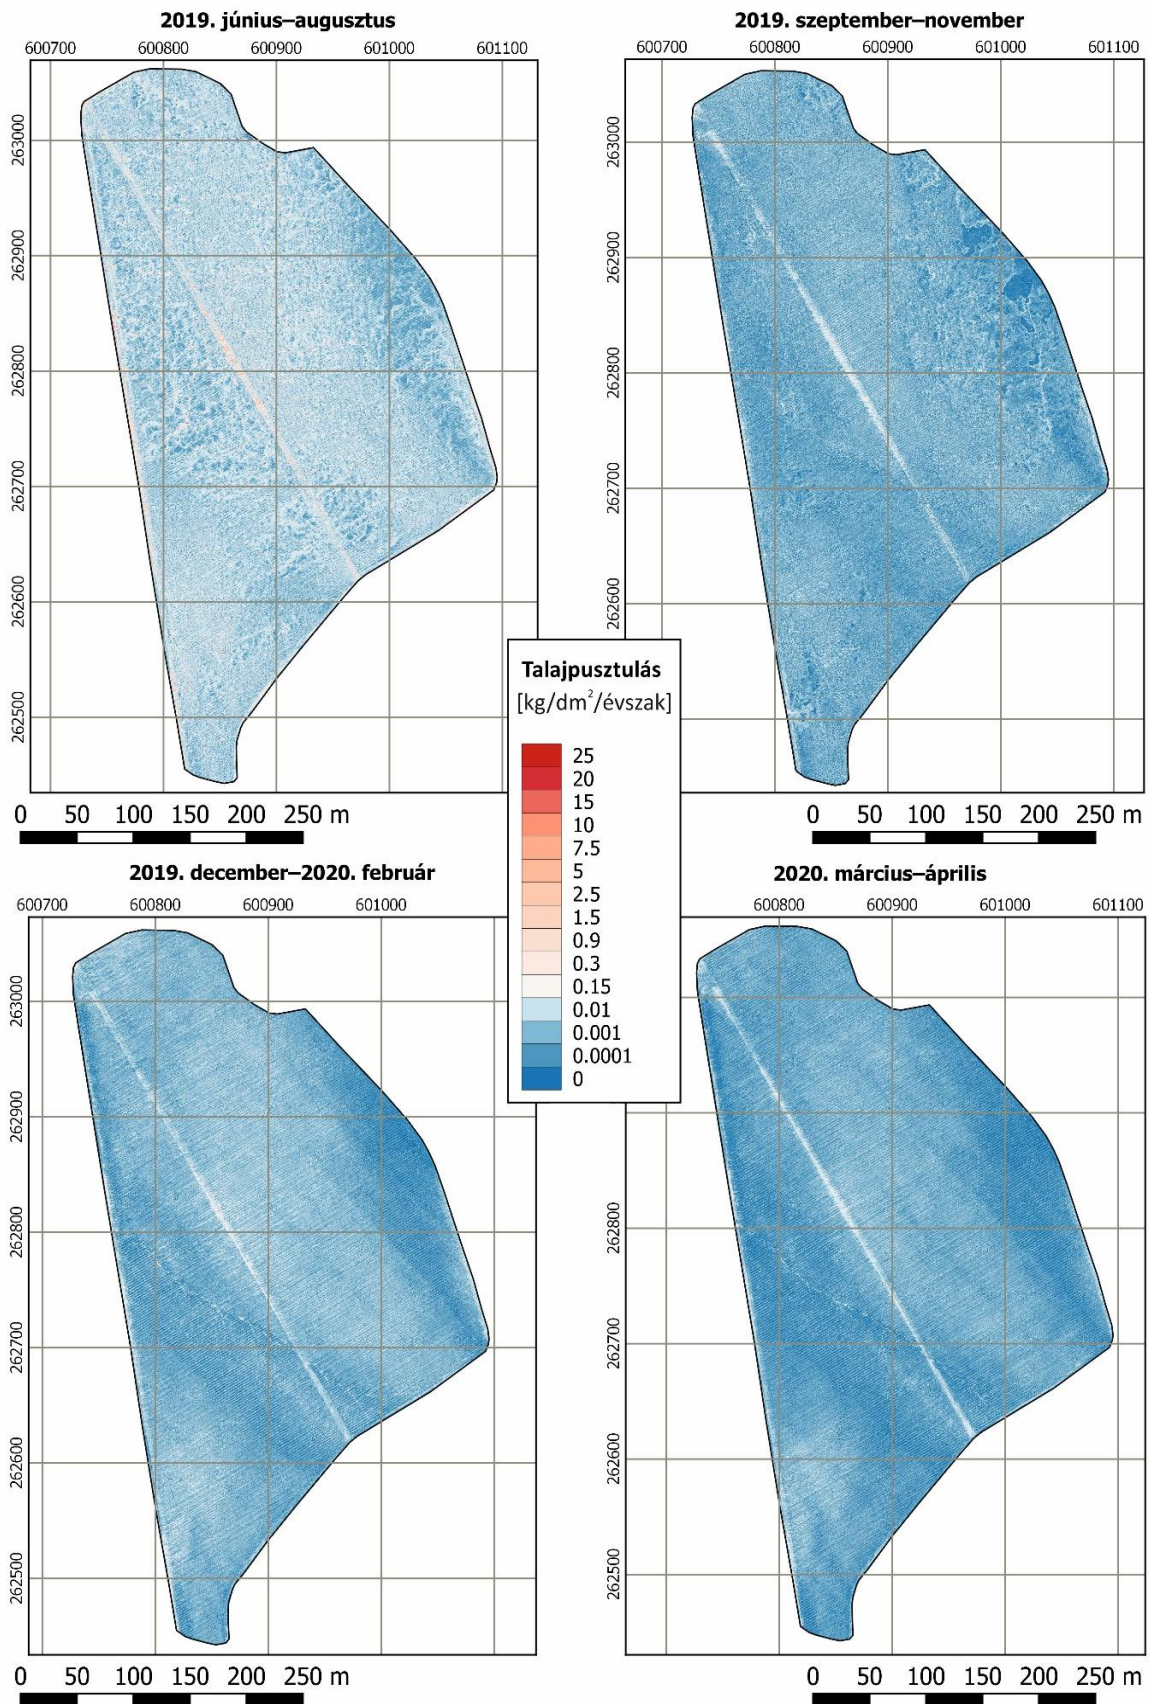 2019. június–augusztus
600700 600800 600900 601000 601100
263000
262900
262800
262700
262600
262500
0 50 100 150 200 250 m
2019. szeptember–november
600700 600800 600900 601000 601100
263000
262900
262800
262700
262600
0 50 100 150 200 250 m
Talajpusztulás
[kg/dm²/évszak]
25
20
15
10
7.5
5
2.5
1.5
0.9
0.3
0.15
0.01
0.001
0.0001
0
2019. december–2020. február
600700 600800 600900 601000
263000
262900
262800
262700
262600
262500
0 50 100 150 200 250 m
2020. március–április
600800 600900 601000 601100
262800
262700
262600
262500
0 50 100 150 200 250 m